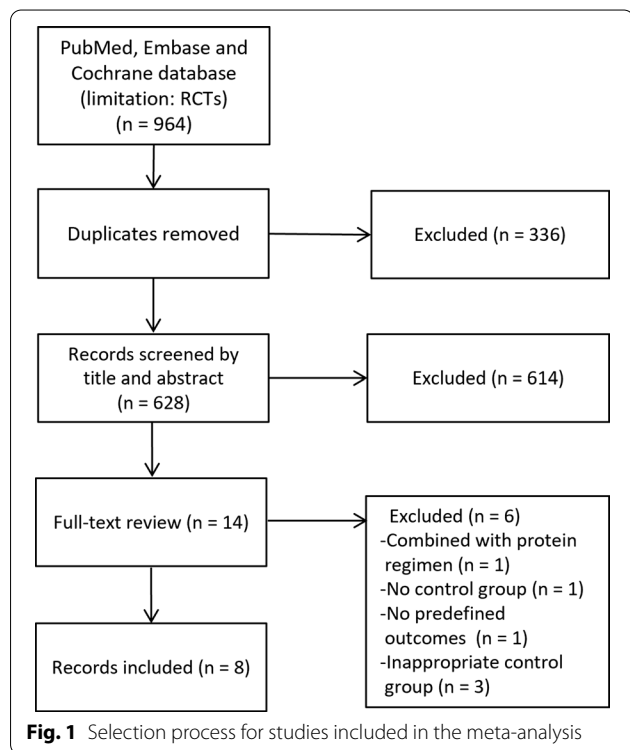 PubMed, Embase and
Cochrane database
(limitation: RCTs)
(n = 964)
Duplicates removed
Excluded (n = 336)
Records screened by
title and abstract
(n = 628)
Excluded (n = 614)
Full-text review (n = 14)
Excluded (n = 6)
-Combined with protein
regimen (n = 1)
-No control group (n = 1)
-No predefined
outcomes (n = 1)
-Inappropriate control
group (n = 3)
Records included (n = 8)
Fig. 1 Selection process for studies included in the meta-analysis